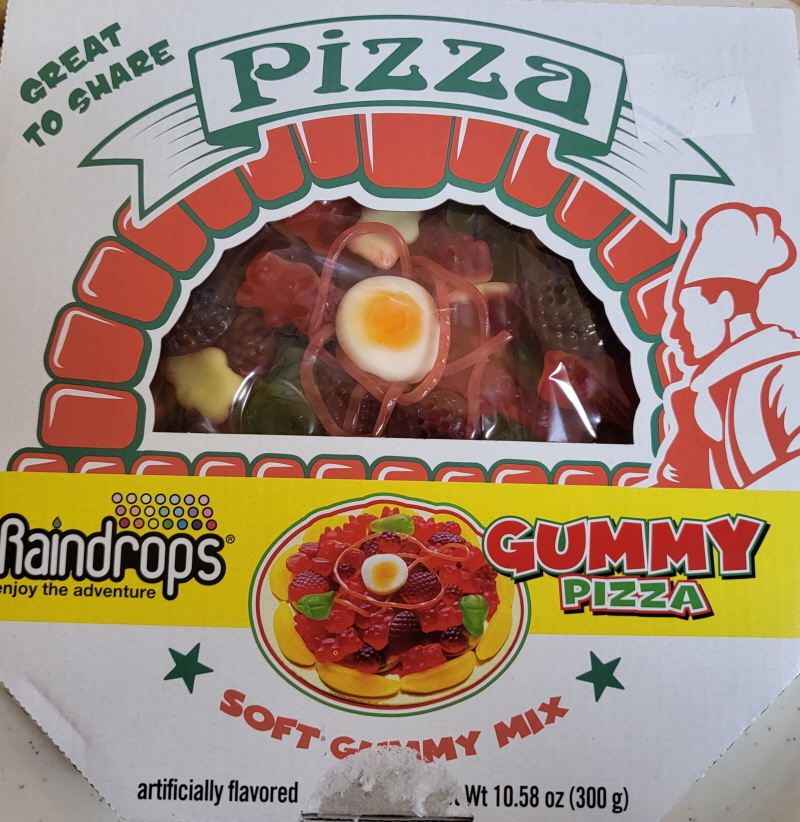 GREAT
TO SHARE
Pizza
Raindrops®
enjoy the adventure
GUMMY
PIZZA
SOFT GUMMY MIX
artificially flavored
Wt 10.58 oz (300 g)